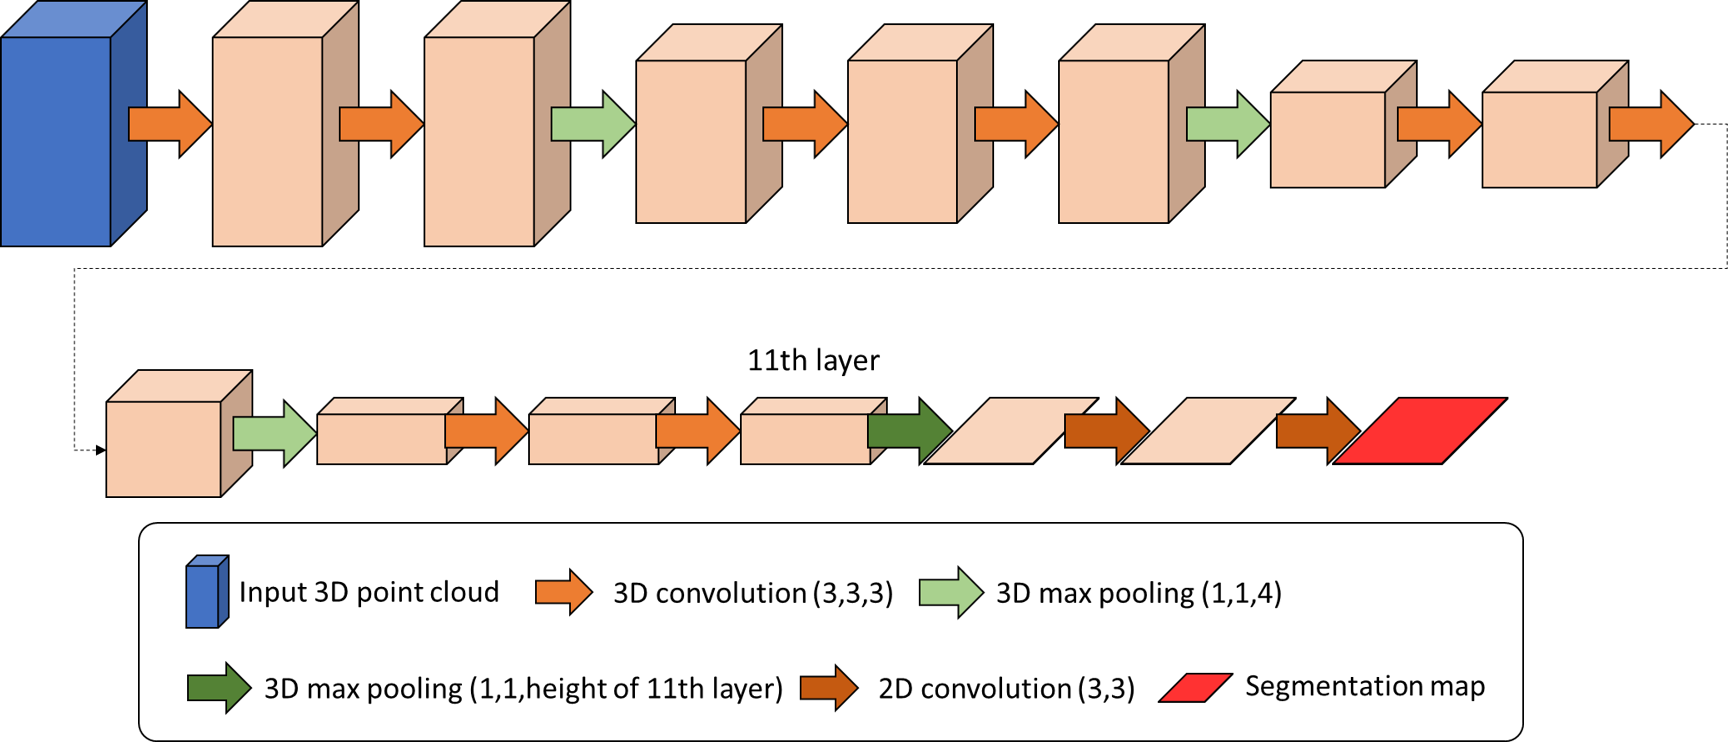 11th layer
Input 3D point cloud
3D convolution (3,3,3)
3D max pooling (1,1,4)
3D max pooling (1,1,height of 11th layer)
2D convolution (3,3)
Segmentation map